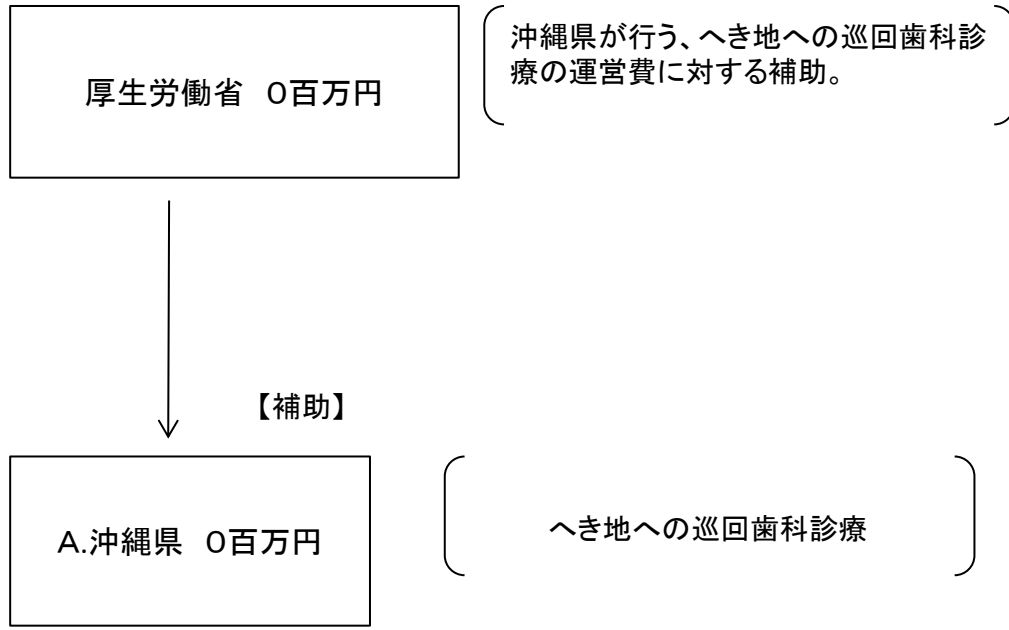 厚生労働省　0百万円
沖縄県が行う、へき地への巡回歯科診
療の運営費に対する補助。
【補助】
A.沖縄県　0百万円
へき地への巡回歯科診療